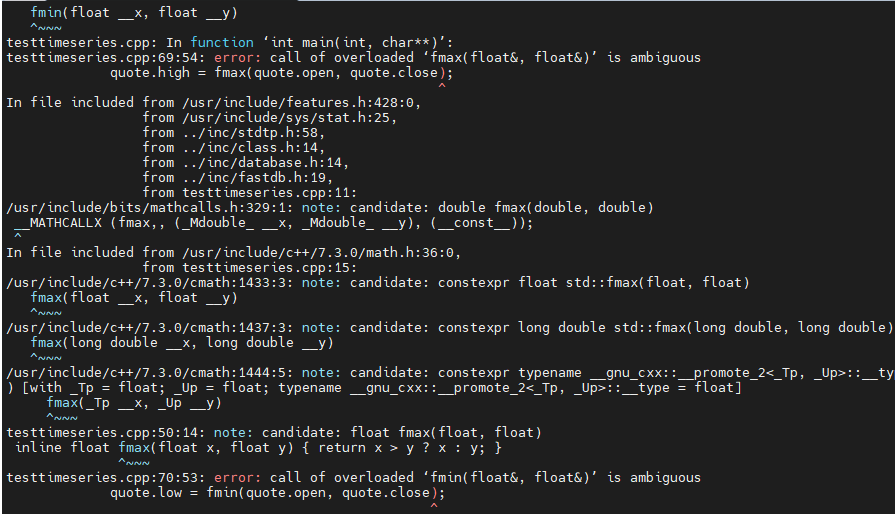 fmin(float __x, float __y)
^~~~
testtimeseries.cpp: In function ‘int main(int, char**)’:
testtimeseries.cpp:69:54: error: call of overloaded ‘fmax(float&, float&)’ is ambiguous
quote.high = fmax(quote.open, quote.close);
^
In file included from /usr/include/features.h:428:0,
from /usr/include/sys/stat.h:25,
from ../inc/stdtp.h:58,
from ../inc/class.h:14,
from ../inc/database.h:14,
from ../inc/fastdb.h:19,
from testtimeseries.cpp:11:
/usr/include/bits/mathcalls.h:329:1: note: candidate: double fmax(double, double)
__MATHCALLX (fmax,, (_Mdouble_ __x, _Mdouble_ __y), (__const__));
^
In file included from /usr/include/c++/7.3.0/math.h:36:0,
from testtimeseries.cpp:15:
/usr/include/c++/7.3.0/cmath:1433:3: note: candidate: constexpr float std::fmax(float, float)
fmax(float __x, float __y)
^~~~
/usr/include/c++/7.3.0/cmath:1437:3: note: candidate: constexpr long double std::fmax(long double, long double)
fmax(long double __x, long double __y)
^~~~
/usr/include/c++/7.3.0/cmath:1444:5: note: candidate: constexpr typename __gnu_cxx::__promote_2<_Tp, _Up>::__typ
) [with _Tp = float; _Up = float; typename __gnu_cxx::__promote_2<_Tp, _Up>::__type = float]
fmax(_Tp __x, _Up __y)
^~~~
testtimeseries.cpp:50:14: note: candidate: float fmax(float, float)
inline float fmax(float x, float y) { return x > y ? x : y; }
^~~~
testtimeseries.cpp:70:53: error: call of overloaded ‘fmin(float&, float&)’ is ambiguous
quote.low = fmin(quote.open, quote.close);
^